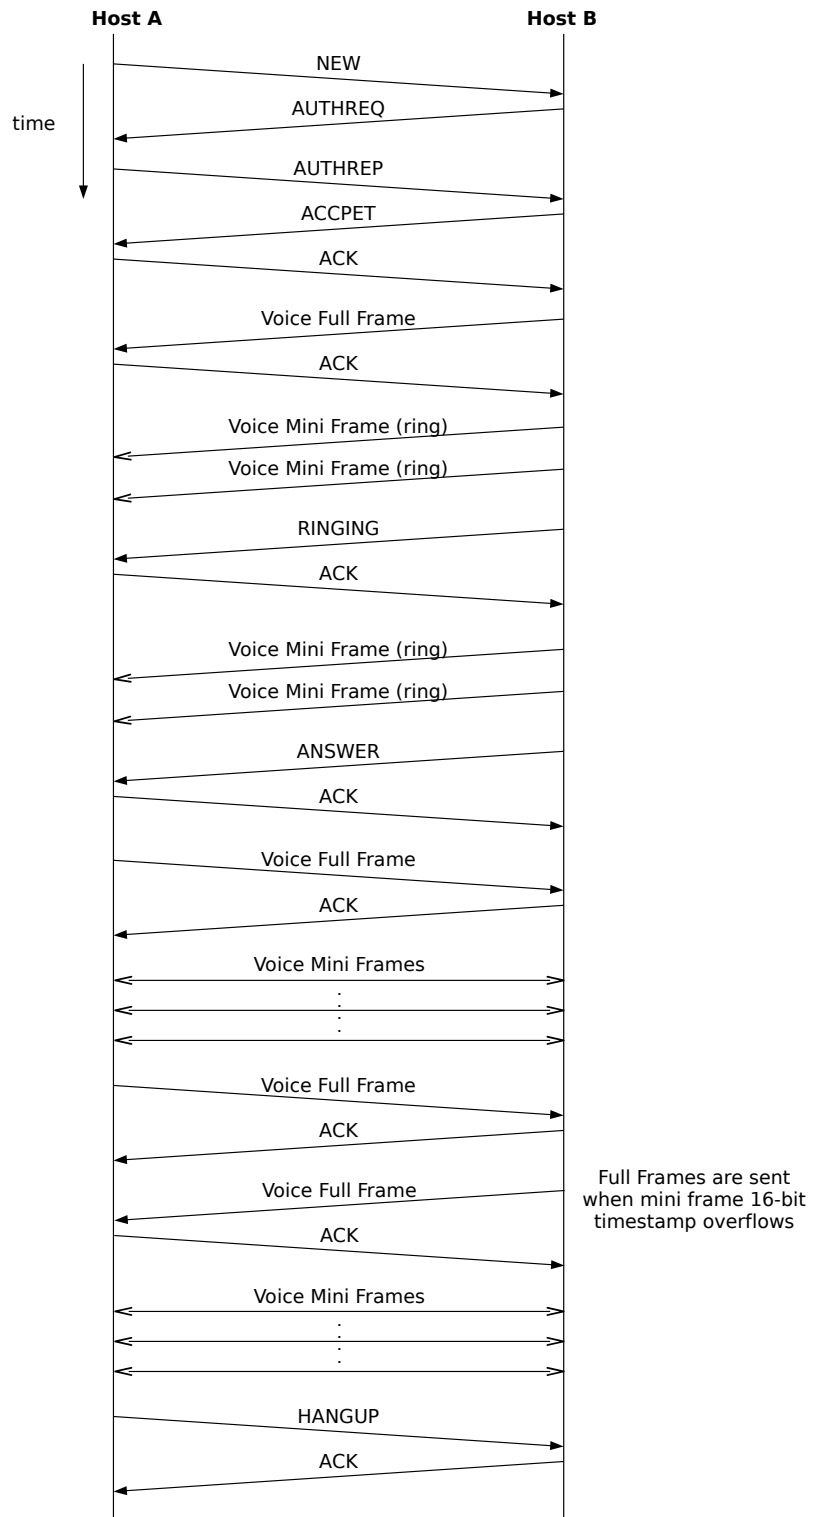 Host A
Host B
NEW
time
AUTHREQ
AUTHREP
ACCPET
ACK
Voice Full Frame
ACK
Voice Mini Frame (ring)
Voice Mini Frame (ring)
RINGING
ACK
Voice Mini Frame (ring)
Voice Mini Frame (ring)
ANSWER
ACK
Voice Full Frame
ACK
Voice Mini Frames
Voice Full Frame
ACK
Voice Full Frame
Full Frames are sent
when mini frame 16-bit
timestamp overflows
ACK
Voice Mini Frames
HANGUP
ACK